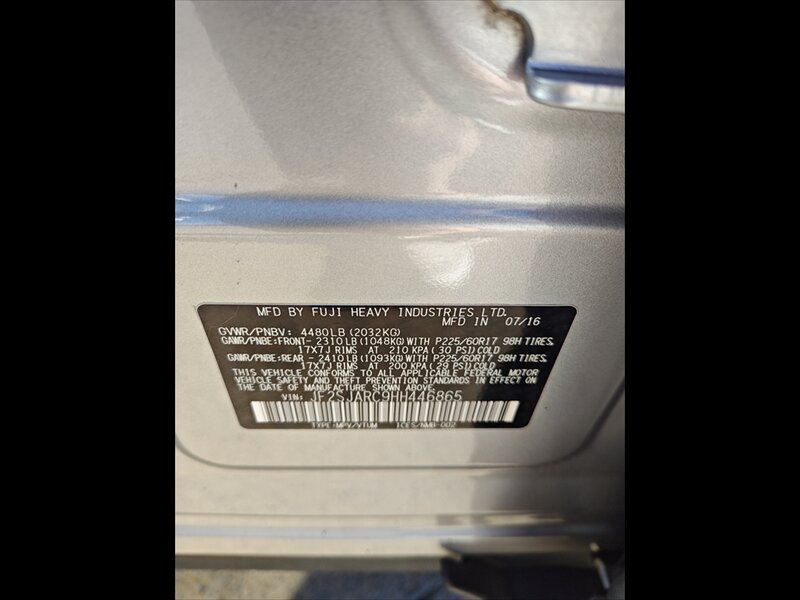 MFD BY FUJI HEAVY INDUSTRIES LTD.
MFD IN 07/16
GVWR/PNBV: 4480LB (2032KG)
GAWR/PNBE:FRONT- 2310LB (1048KG) WITH P225/60R17 98H TIRES,
17X7J RIMS AT 210 KPA (30 PSI) COLD
GAWR/PNBE:REAR - 2410LB (1093KG) WITH P225/60R17 98H TIRES,
17X7J RIMS AT 200 KPA (29 PSI) COLD
THIS VEHICLE CONFORMS TO ALL APPLICABLE FEDERAL MOTOR
VEHICLE SAFETY AND THEFT PREVENTION STANDARDS IN EFFECT ON
THE DATE OF MANUFACTURE SHOWN ABOVE.
VIN: JF2SJARC9HH446865
TYPE:MPV/VTUM ICES/NMB-002